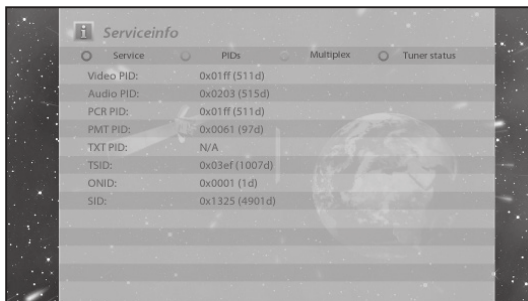 i Serviceinfo
Service PIDs Multiplex Tuner status
Video PID: 0x01ff (511d)
Audio PID: 0x0203 (515d)
PCR PID: 0x01ff (511d)
PMT PID: 0x0061 (97d)
TXT PID: N/A
TSID: 0x03ef (1007d)
ONID: 0x0001 (1d)
SID: 0x1325 (4901d)